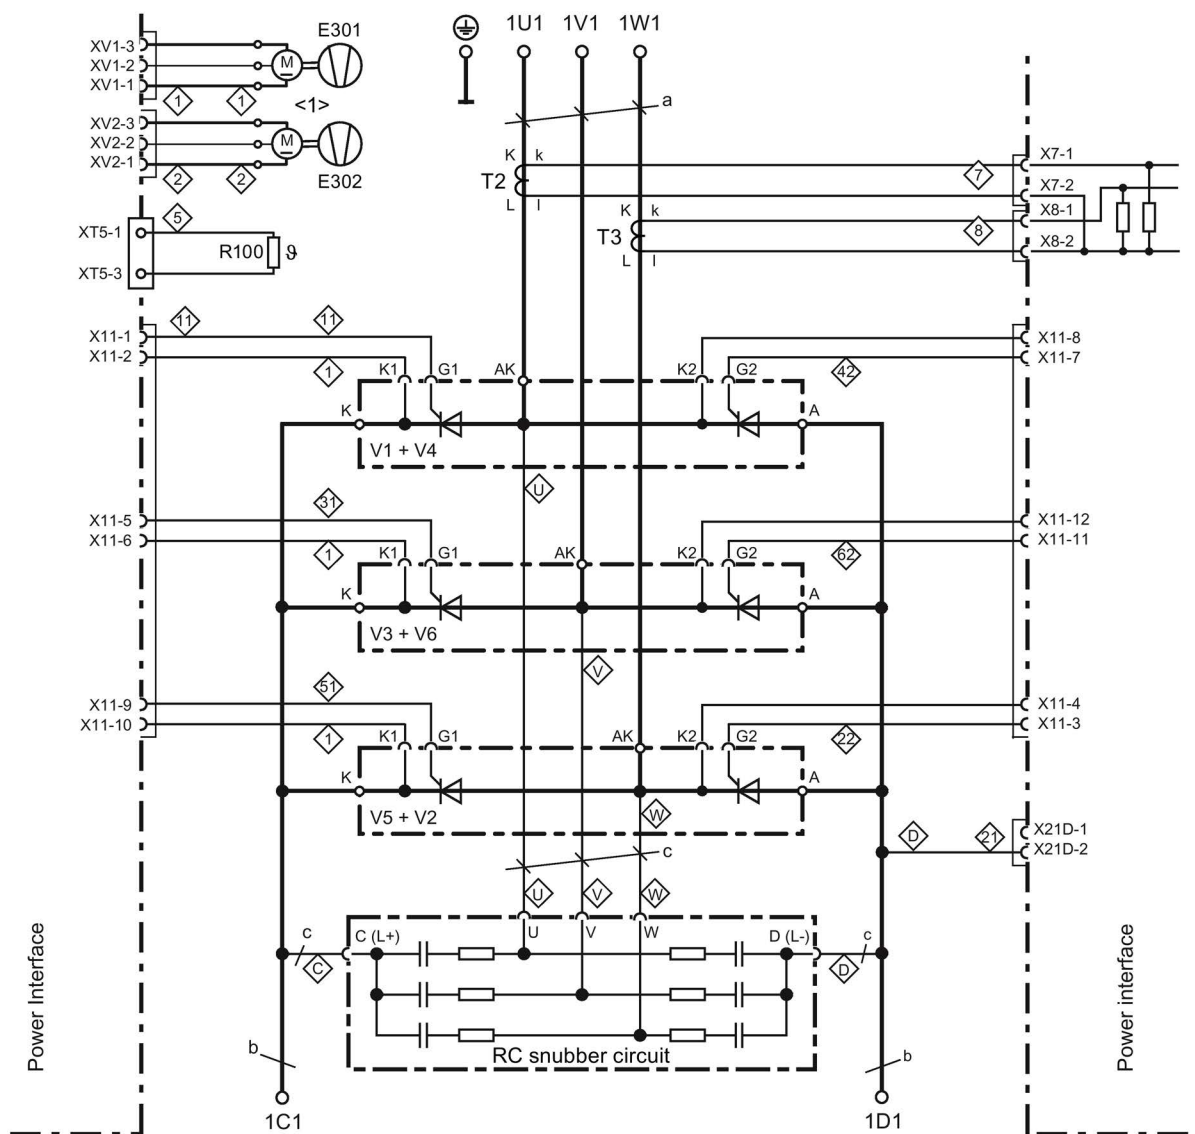 1U1 1V1 1W1
XV1-3 E301
XV1-2 M
XV1-1
1 1 <1> a
XV2-3
XV2-2 M
XV2-1 E302
2 2
K k 7 X7-1
T2
L l X7-2
K k 8 X8-1
T3
L l X8-2
5
XT5-1
R100 ϑ
XT5-3
11 11
X11-1 X11-8
X11-2 X11-7
1 K1 G1 AK K2 G2 42
K A
V1 + V4
U
31
X11-5 X11-12
X11-6 X11-11
1 K1 G1 AK K2 G2 62
K A
V3 + V6
V
51
X11-9 X11-4
X11-10 X11-3
1 K1 G1 AK K2 G2 22
K A
V5 + V2
W
D 21 X21D-1
X21D-2
c
U V W
c C (L+) U V W D (L-) c
C D
RC snubber circuit
b b
1C1 1D1
Power Interface
Power interface